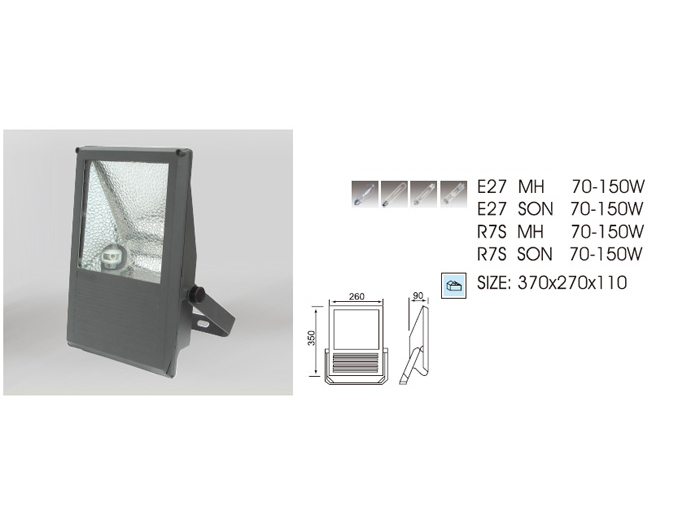 E27 MH 70-150W
E27 SON 70-150W
R7S MH 70-150W
R7S SON 70-150W
SIZE: 370x270x110
260
90
350